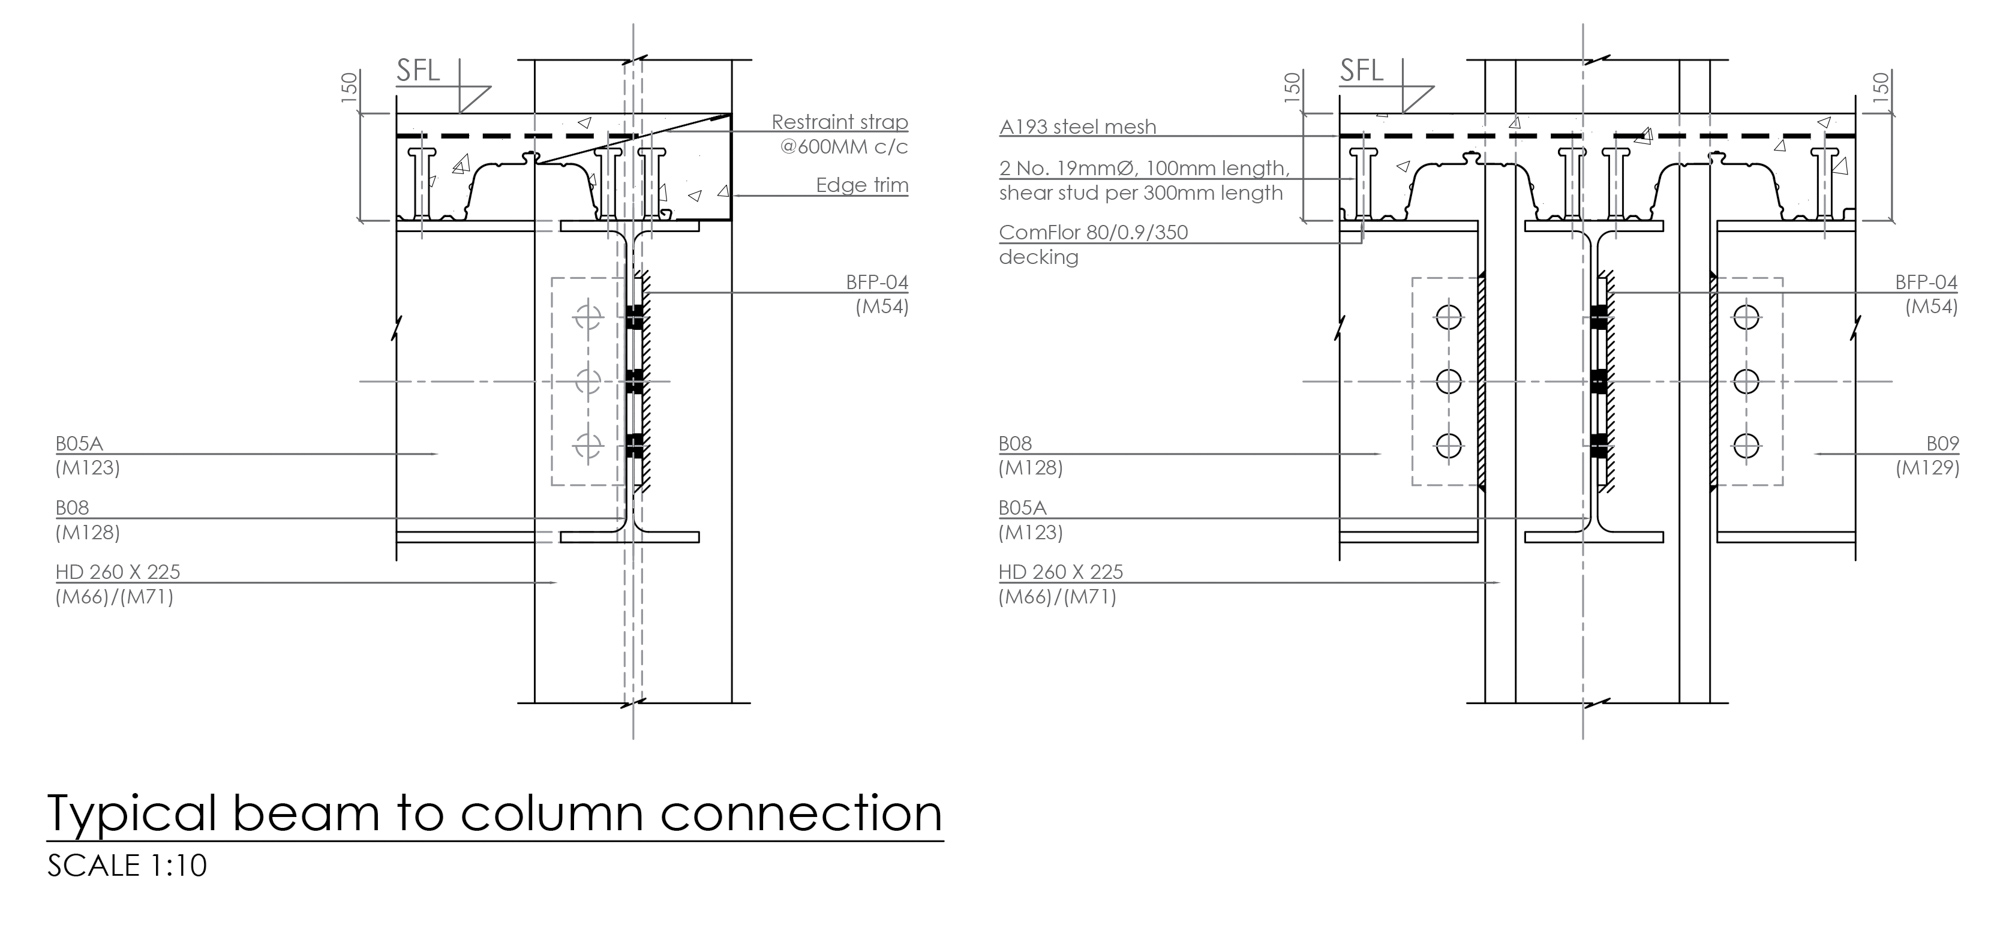 SFL
150
Restraint strap
@600MM c/c
Edge trim
BFP-04
(M54)
B05A
(M123)
B08
(M128)
HD 260 X 225
(M66)/(M71)
SFL
150
150
A193 steel mesh
2 No. 19mmØ, 100mm length,
shear stud per 300mm length
ComFlor 80/0.9/350
decking
BFP-04
(M54)
B08
(M128)
B09
(M129)
B05A
(M123)
HD 260 X 225
(M66)/(M71)
Typical beam to column connection
SCALE 1:10